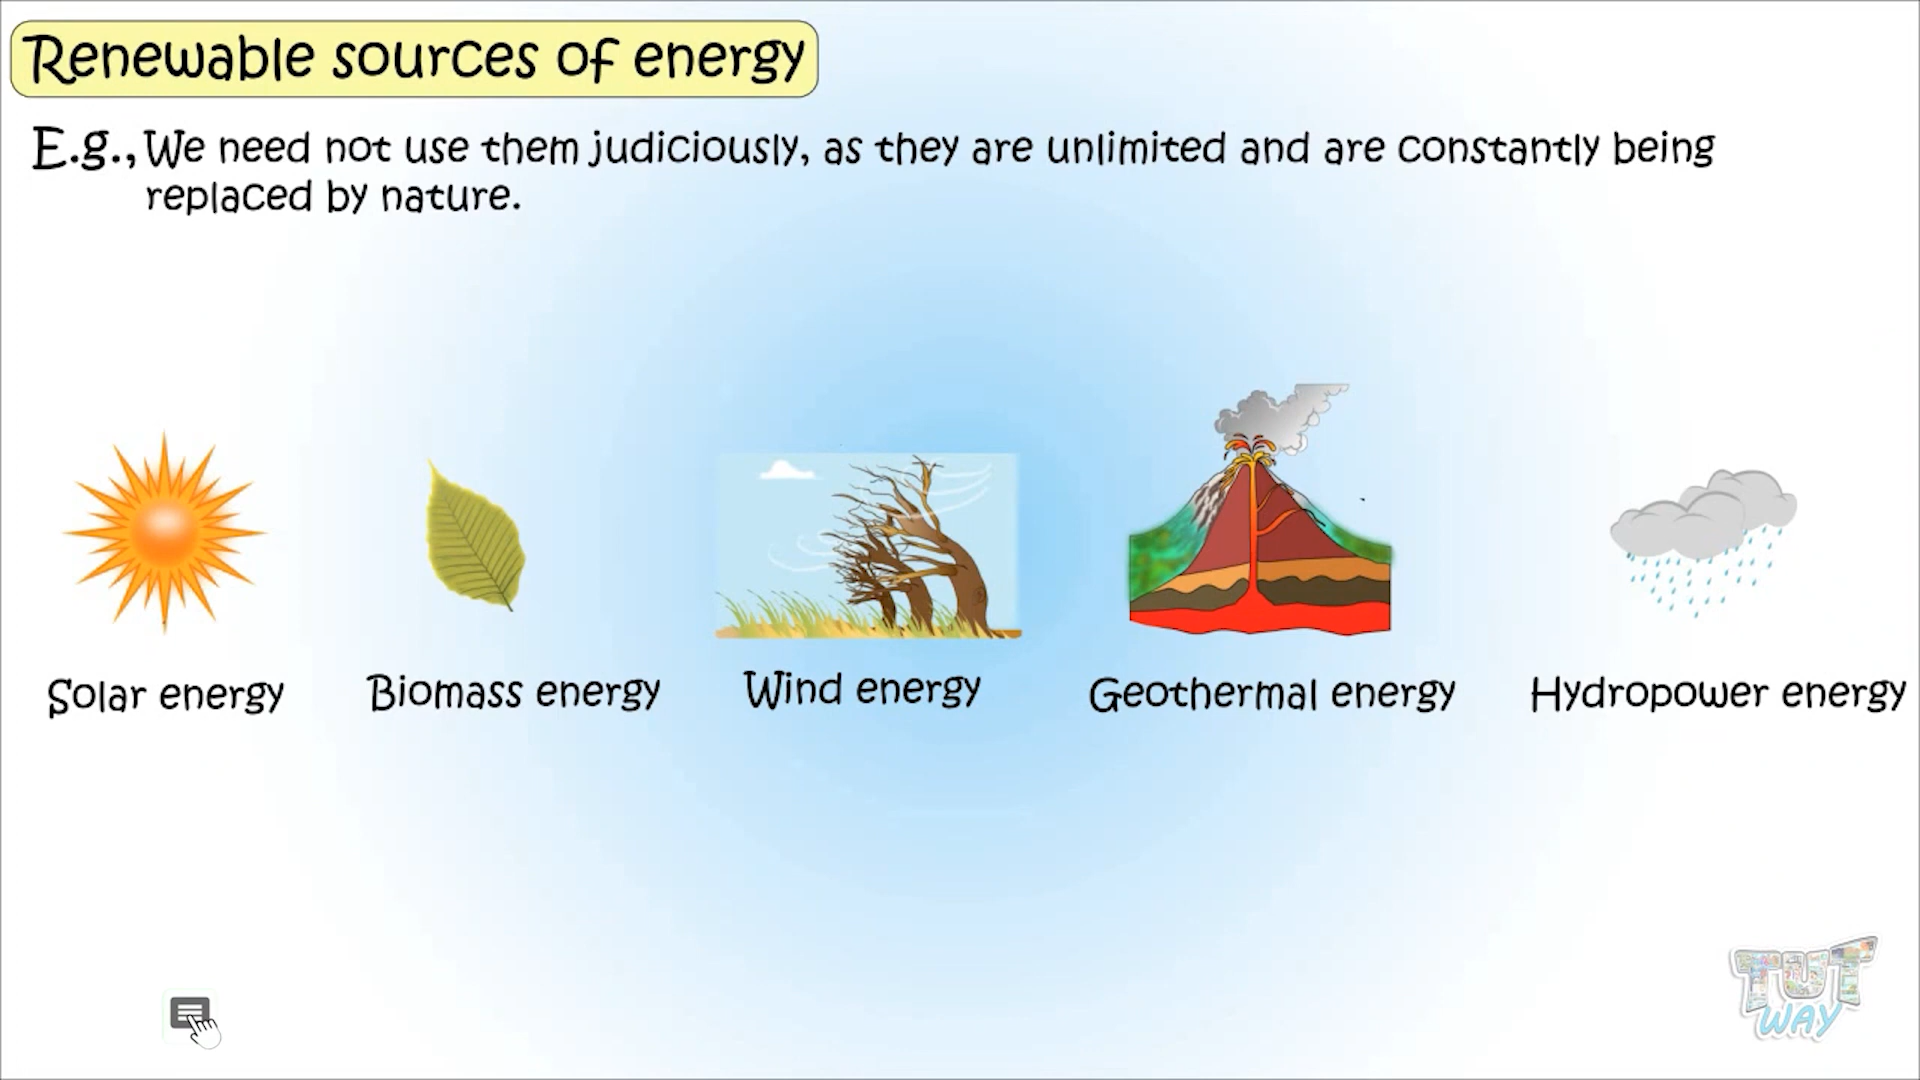 Renewable sources of energy
E.g., We need not use them judiciously, as they are unlimited and are constantly being
replaced by nature.
Solar energy
Biomass energy
Wind energy
Geothermal energy
Hydropower energy
TUT
WAY